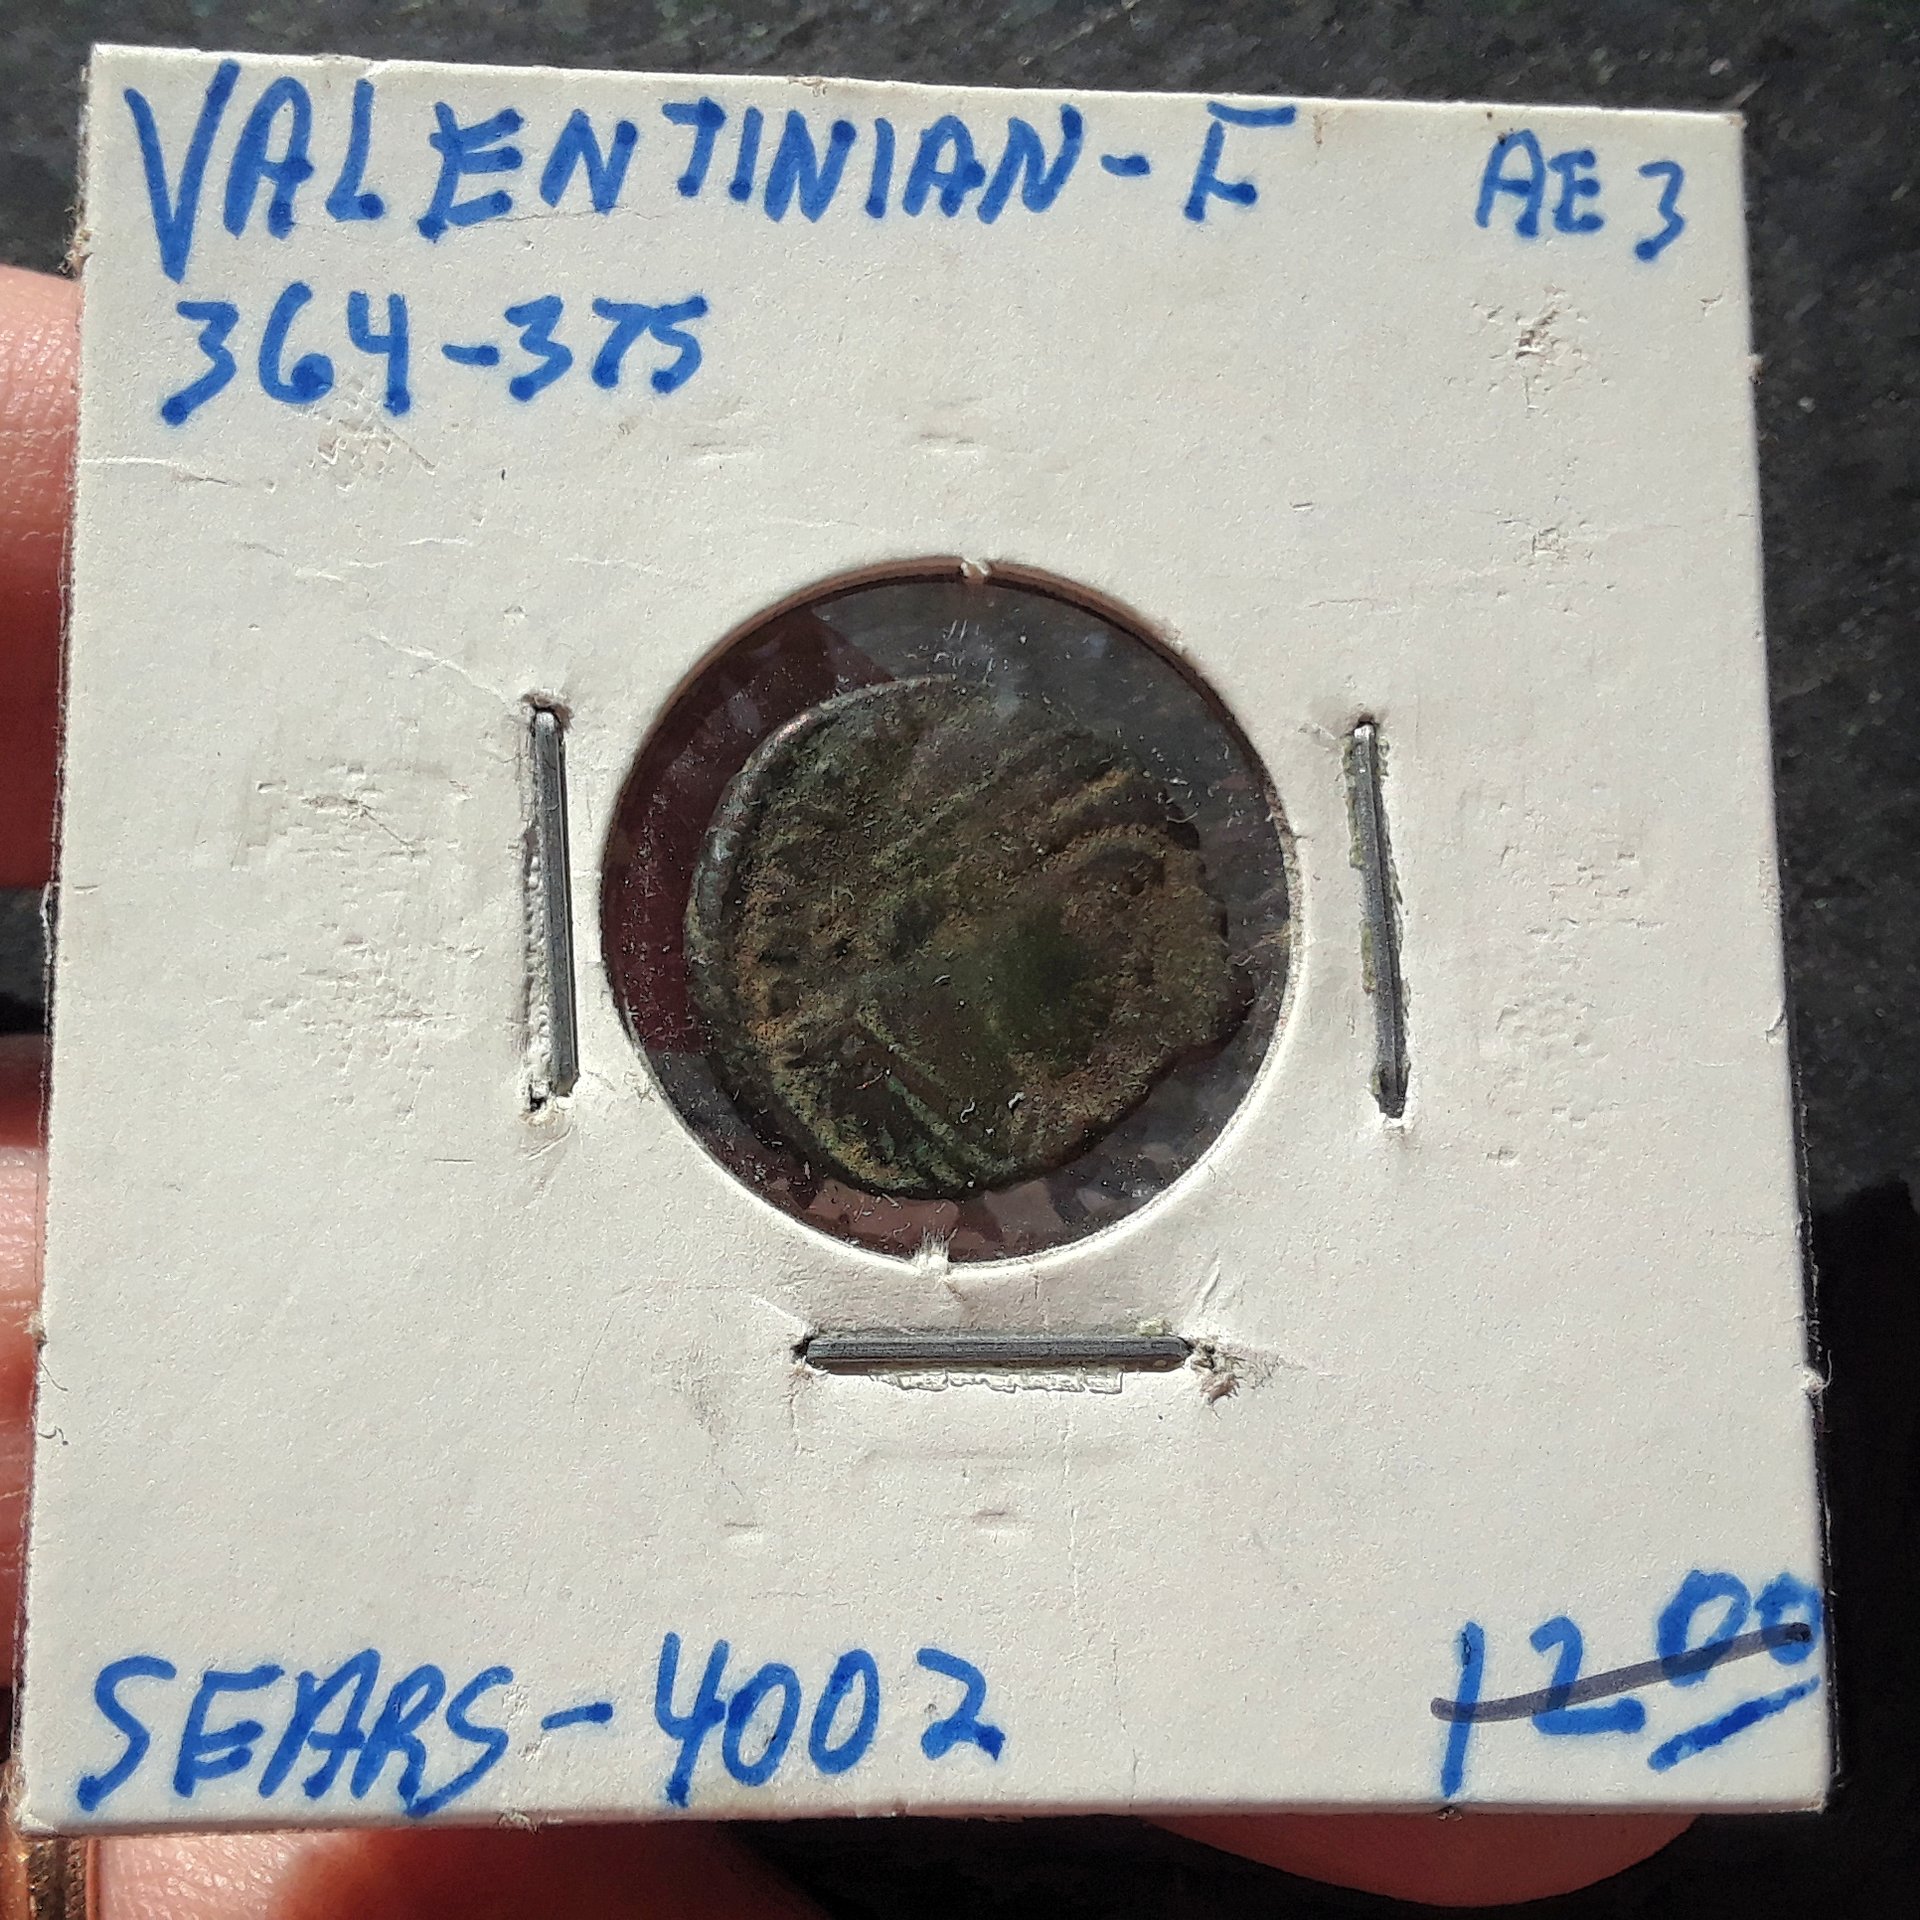 VALENTINIAN-I AE3
364-375
SEARS-4002 12.00